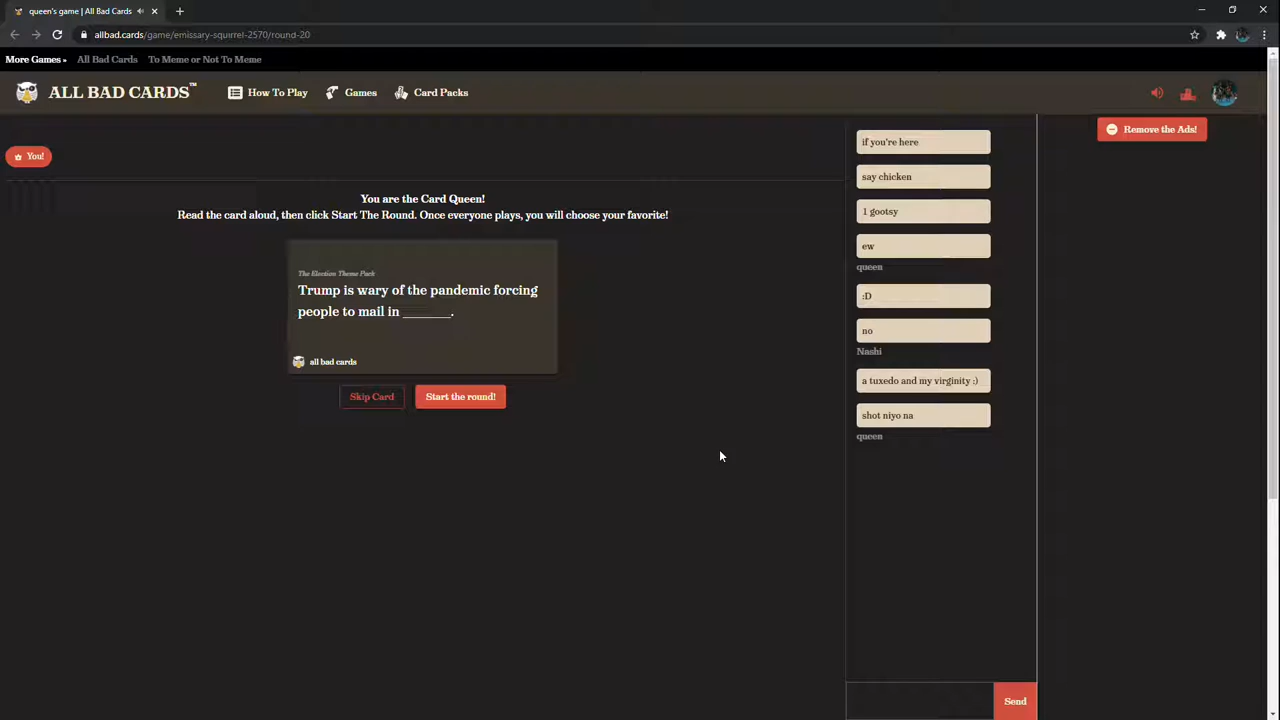 queen's game | All Bad Cards
allbad.cards/game/emissary-squirrel-2570/round-20
More Games » All Bad Cards To Meme or Not To Meme
ALL BAD CARDS™ How To Play Games Card Packs
Remove the Ads!
You!
You are the Card Queen!
Read the card aloud, then click Start The Round. Once everyone plays, you will choose your favorite!
The Election Theme Pack
Trump is wary of the pandemic forcing
people to mail in _______.
all bad cards
Skip Card Start the round!
if you're here
say chicken
1 gootsy
ew
queen
:D
no
Nashi
a tuxedo and my virginity :)
shot niyo na
queen
Send